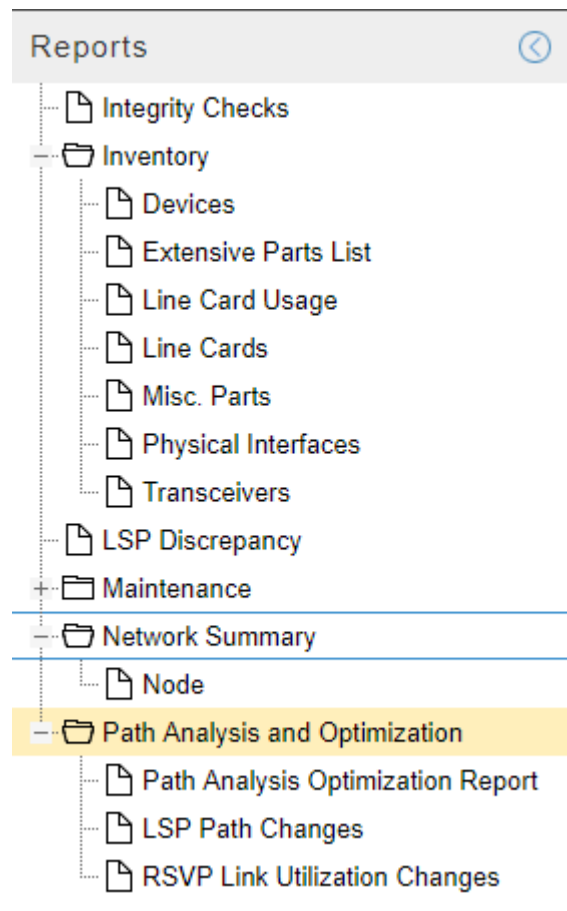 Reports
Integrity Checks
Inventory
Devices
Extensive Parts List
Line Card Usage
Line Cards
Misc. Parts
Physical Interfaces
Transceivers
LSP Discrepancy
Maintenance
Network Summary
Node
Path Analysis and Optimization
Path Analysis Optimization Report
LSP Path Changes
RSVP Link Utilization Changes